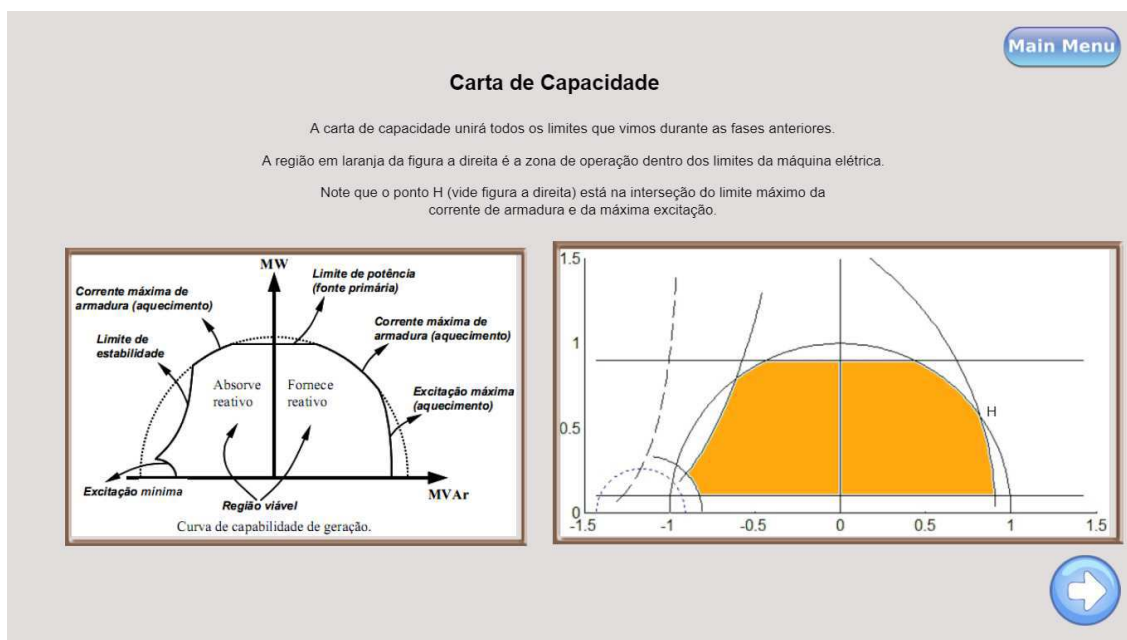 Main Menu
Carta de Capacidade
A carta de capacidade unirá todos os limites que vimos durante as fases anteriores.
A região em laranja da figura a direita é a zona de operação dentro dos limites da máquina elétrica.
Note que o ponto H (vide figura a direita) está na interseção do limite máximo da
corrente de armadura e da máxima excitação.
MW
Limite de potência
(fonte primária)
Corrente máxima de
armadura (aquecimento)
Corrente máxima de
armadura (aquecimento)
Limite de
estabilidade
Absorve
reativo
Fornece
reativo
Excitação máxima
(aquecimento)
Excitação mínima
Região viável
MVAr
Curva de capabilidade de geração.
1.5
1
0.5
0
H
-1.5
-1
-0.5
0
0.5
1
1.5